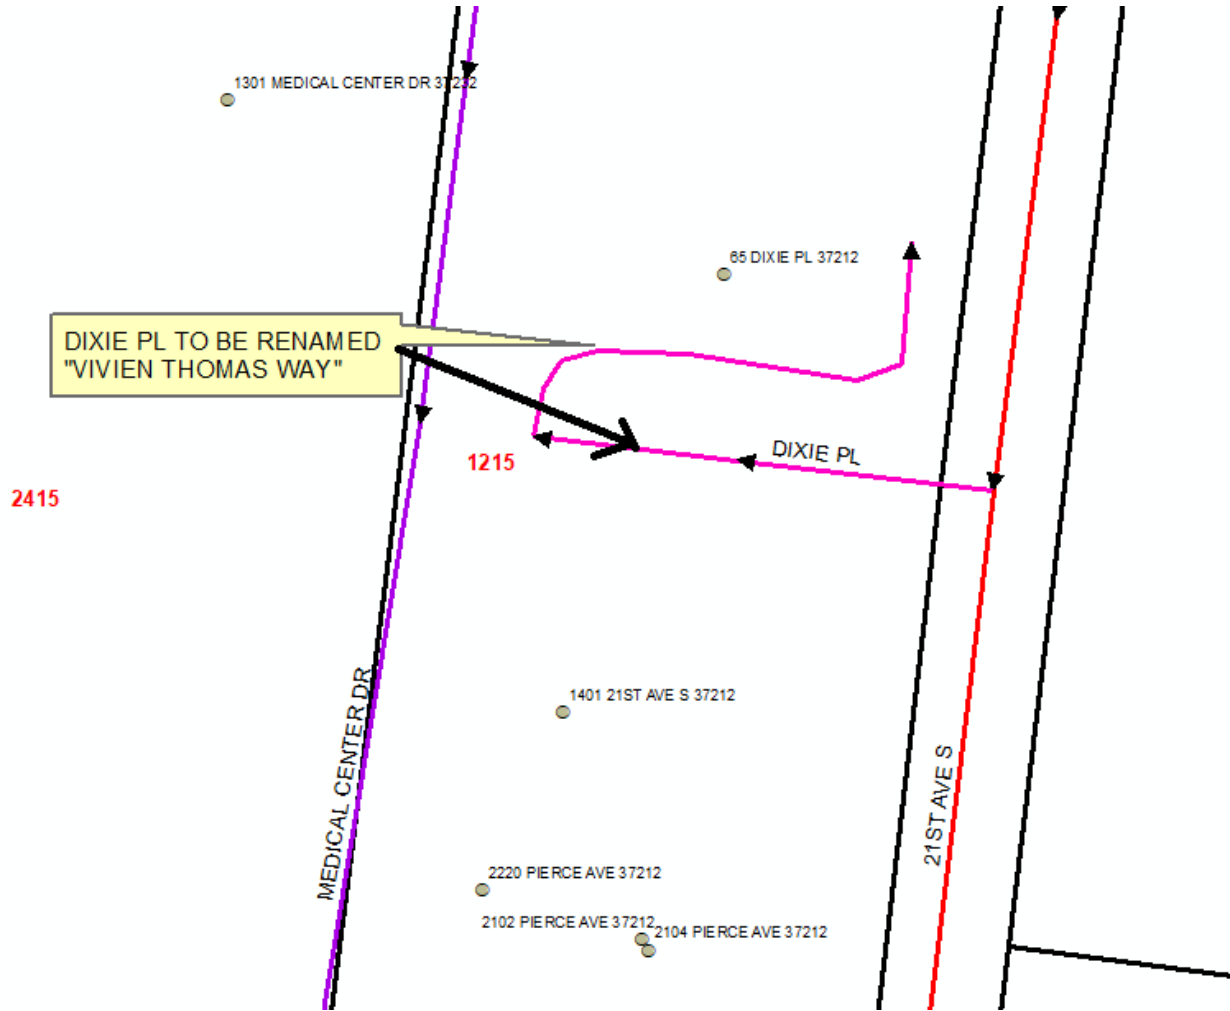 1301 MEDICAL CENTER DR 37232
65 DIXIE PL 37212
DIXIE PL TO BE RENAMED
"VIVIEN THOMAS WAY"
DIXIE PL
1215
2415
1401 21ST AVE S 37212
MEDICAL CENTER DR
21ST AVE S
2220 PIERCE AVE 37212
2102 PIERCE AVE 37212
2104 PIERCE AVE 37212